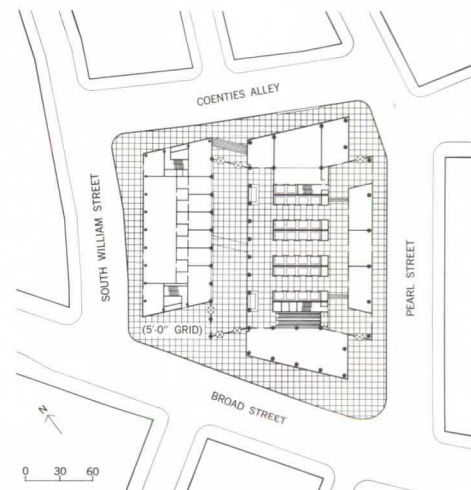 COENTIES ALLEY
SOUTH WILLIAM STREET
PEARL STREET
(5'-0" GRID)
BROAD STREET
N
0 30 60